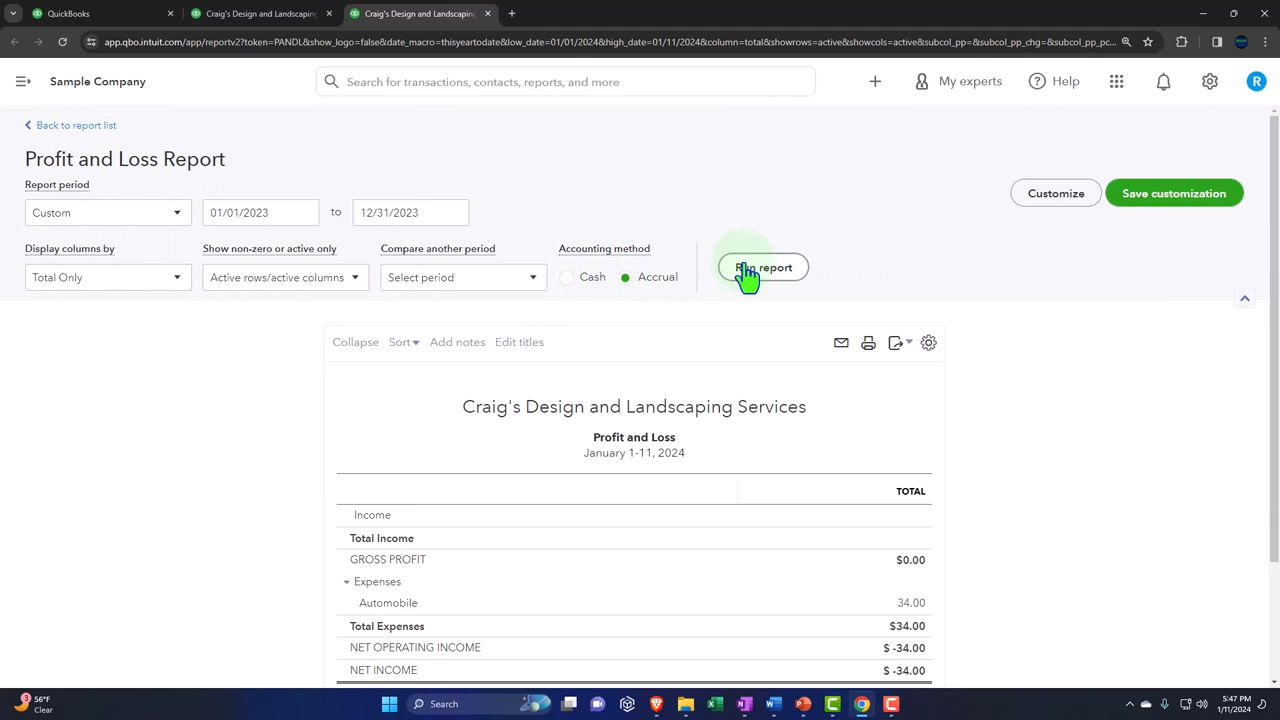 QuickBooks
Craig's Design and Landscaping
Craig's Design and Landscaping
app.qbo.intuit.com/app/reportv2?token=PANDL&show_logo=false&date_macro=thisyeardate&low_date=01/01/2024&high_date=01/11/2024&column=total&showrows=active&showcols=active&subcol_pp=&subcol_pp_chg=&subcol_pp_pc...
Sample Company
Search for transactions, contacts, reports, and more
My experts
Help
R
Back to report list
Profit and Loss Report
Report period
Custom
01/01/2023
to
12/31/2023
Customize
Save customization
Display columns by
Show non-zero or active only
Compare another period
Accounting method
Total Only
Active rows/active columns
Select period
Cash
Accrual
Run report
Collapse
Sort
Add notes
Edit titles
Craig's Design and Landscaping Services
Profit and Loss
January 1-11, 2024
TOTAL
Income
Total Income
GROSS PROFIT $0.00
Expenses
Automobile 34.00
Total Expenses $34.00
NET OPERATING INCOME $ -34.00
NET INCOME $ -34.00
3
56°F
Clear
Search
5:47 PM
1/11/2024